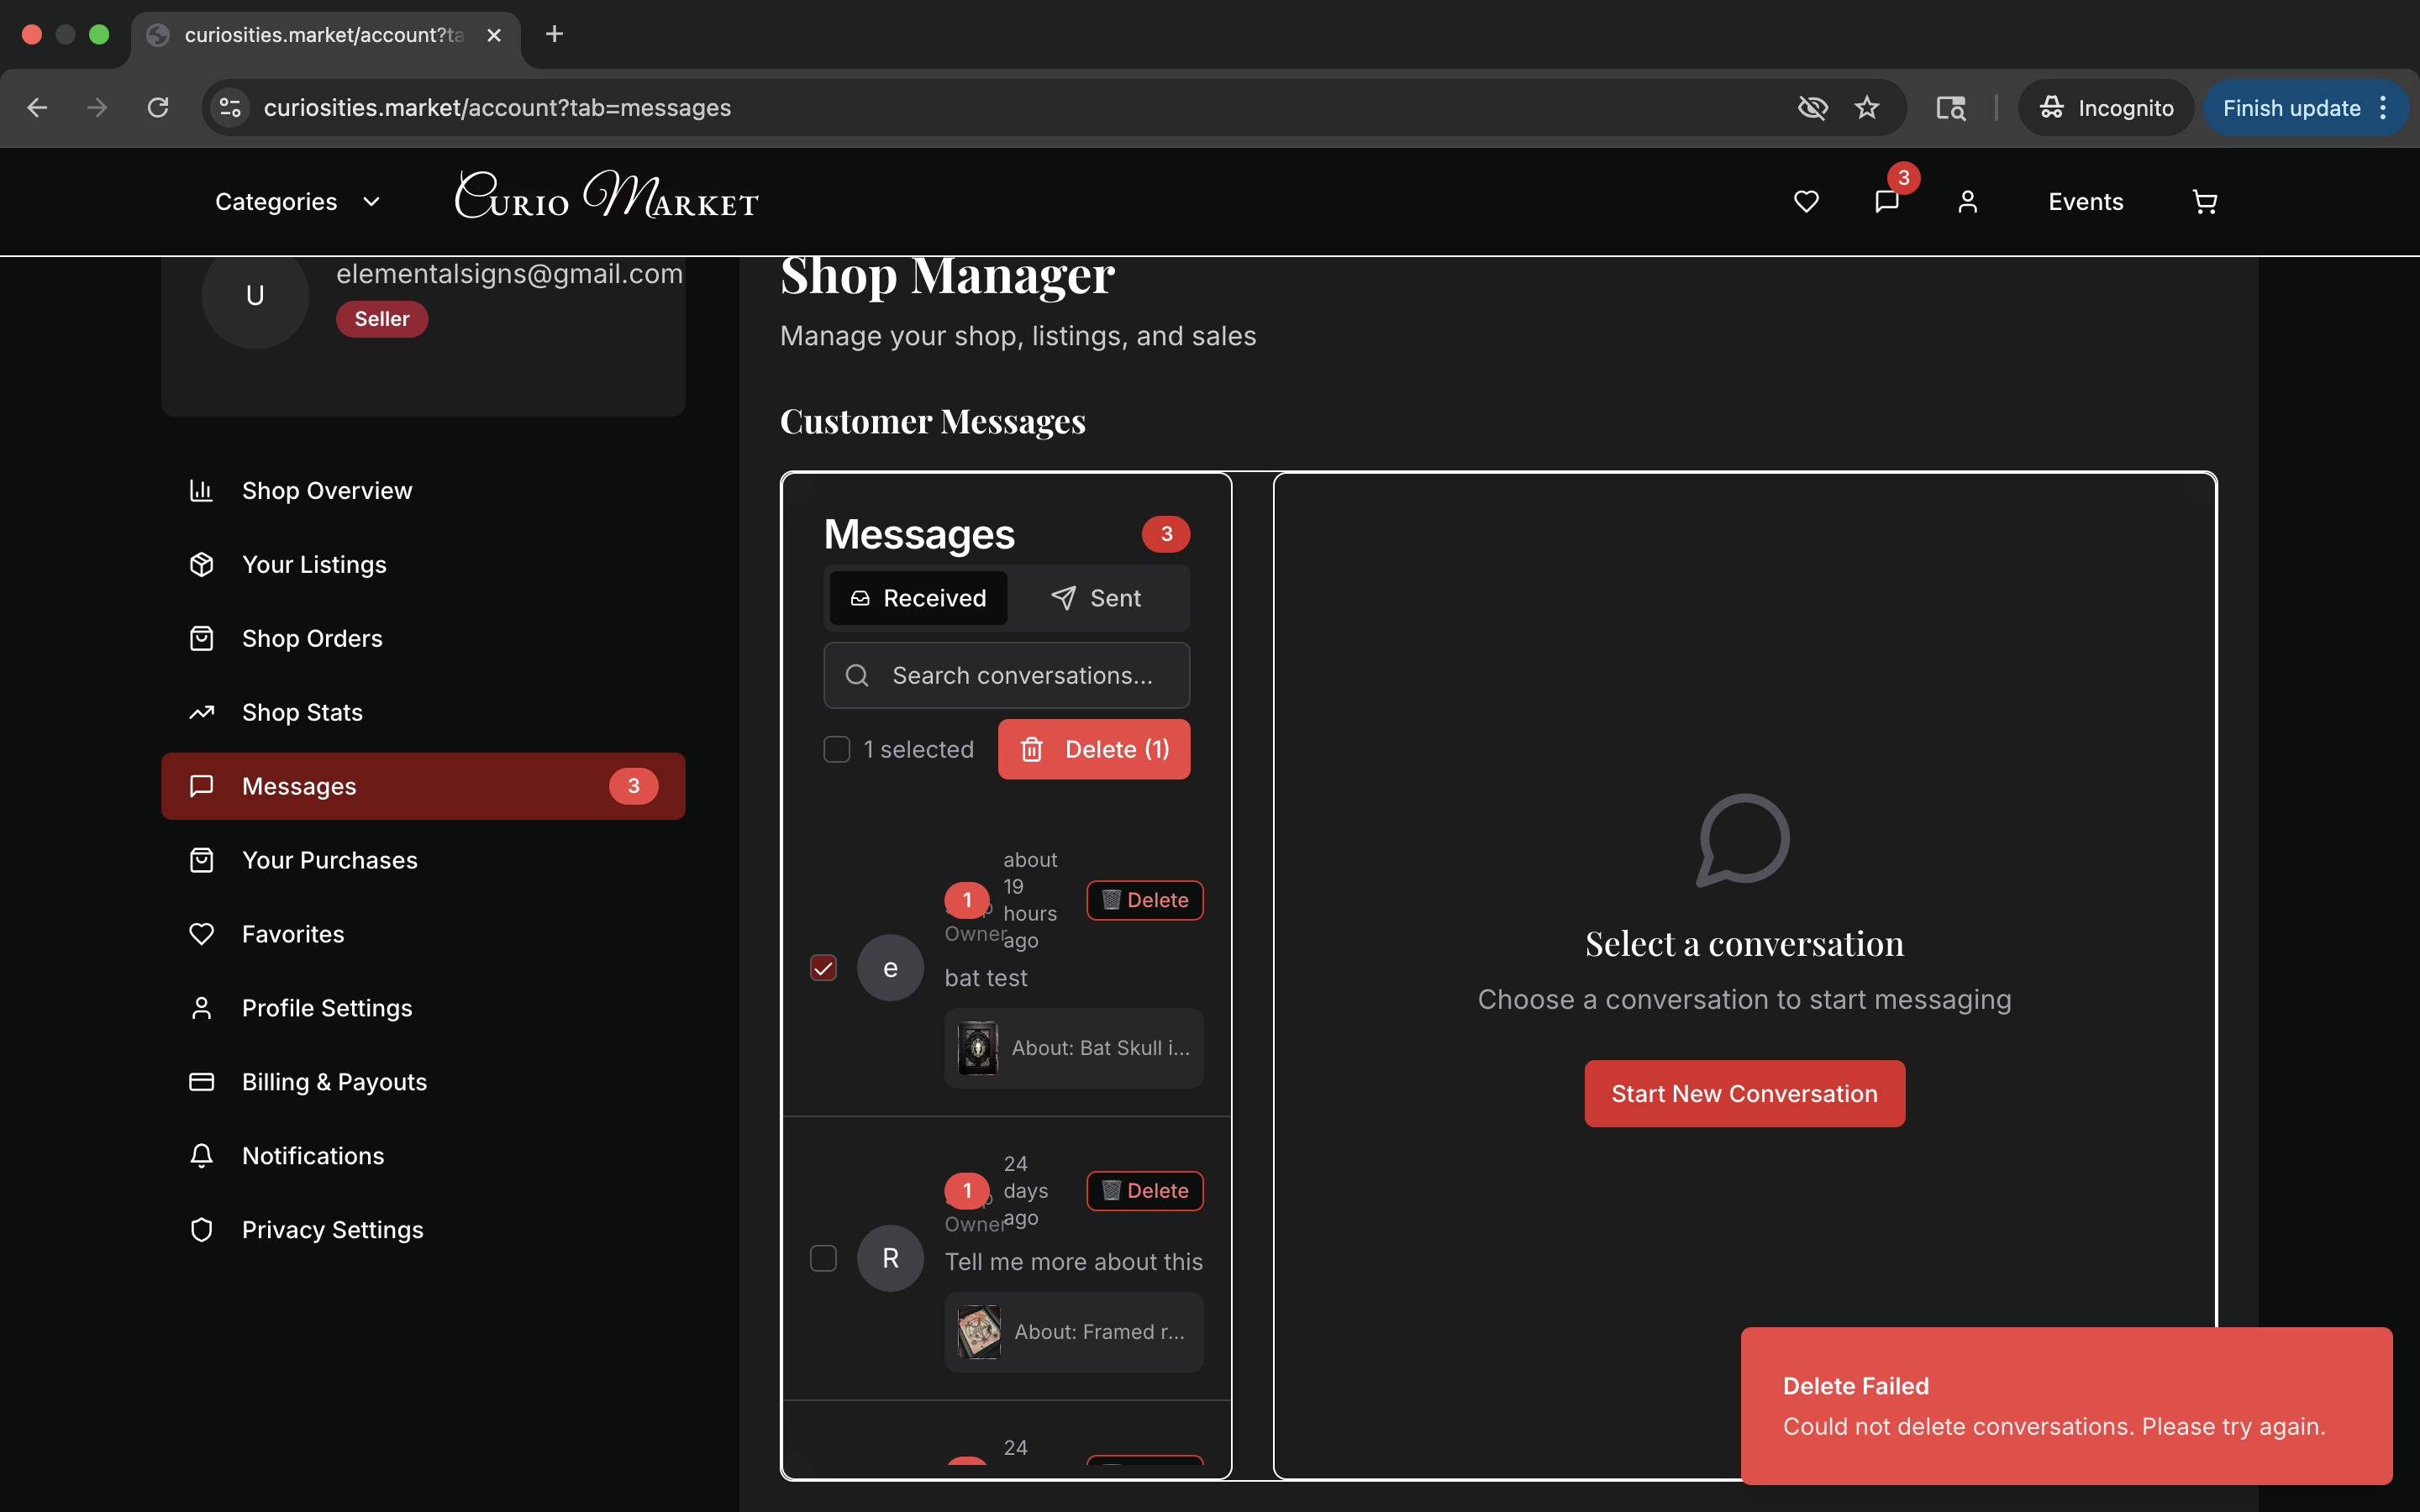 curiosities.market/account?ta
curiosities.market/account?tab=messages
Incognito
Finish update
Categories
Curio Market
3
Events
U
elementalsigns@gmail.com
Seller
Shop Overview
Your Listings
Shop Orders
Shop Stats
Messages
3
Your Purchases
Favorites
Profile Settings
Billing & Payouts
Notifications
Privacy Settings
Shop Manager
Manage your shop, listings, and sales
Customer Messages
Messages
3
Received
Sent
Search conversations...
1 selected
Delete (1)
e
1
Owner
about
19
hours
ago
Delete
bat test
About: Bat Skull i...
R
1
Owner
24
days
ago
Delete
Tell me more about this
About: Framed r...
24
Select a conversation
Choose a conversation to start messaging
Start New Conversation
Delete Failed
Could not delete conversations. Please try again.